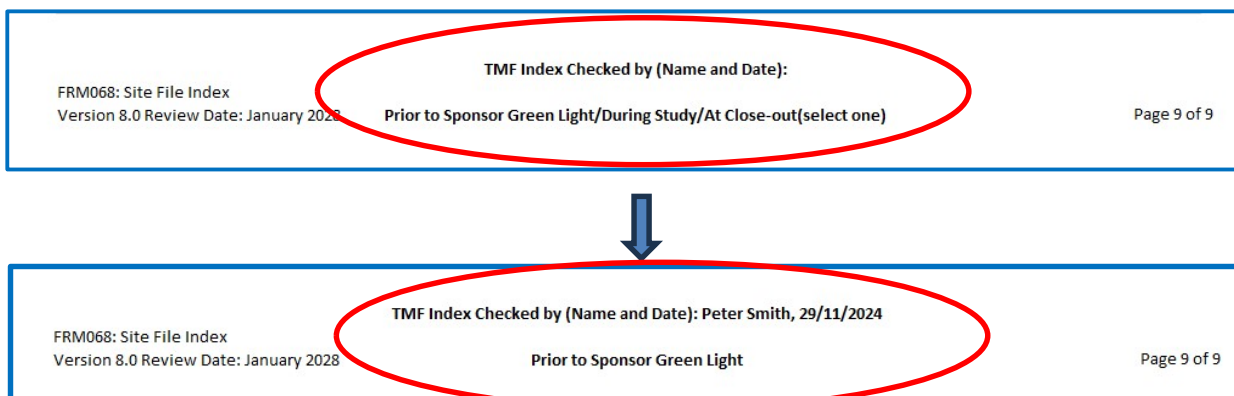 TMF Index Checked by (Name and Date):
FRM068: Site File Index
Version 8.0 Review Date: January 2028
Prior to Sponsor Green Light/During Study/At Close-out(select one)
Page 9 of 9
TMF Index Checked by (Name and Date): Peter Smith, 29/11/2024
FRM068: Site File Index
Version 8.0 Review Date: January 2028
Prior to Sponsor Green Light
Page 9 of 9